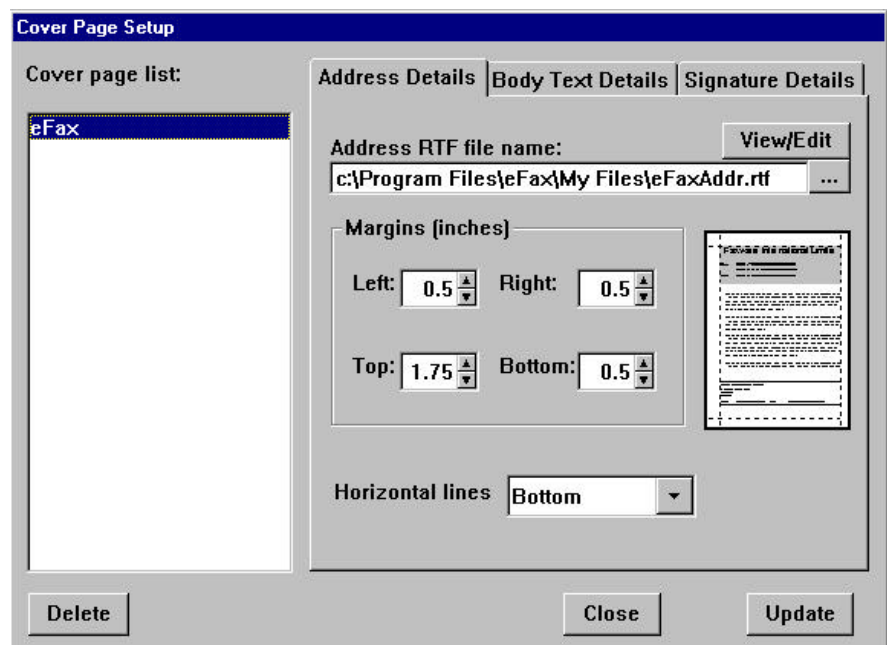 Cover Page Setup
Cover page list:
eFax
Address Details Body Text Details Signature Details
Address RTF file name: View/Edit
c:\Program Files\eFax\My Files\eFaxAddr.rtf ...
Margins (inches)
Left: 0.5 Right: 0.5
Top: 1.75 Bottom: 0.5
Horizontal lines Bottom
Delete Close Update